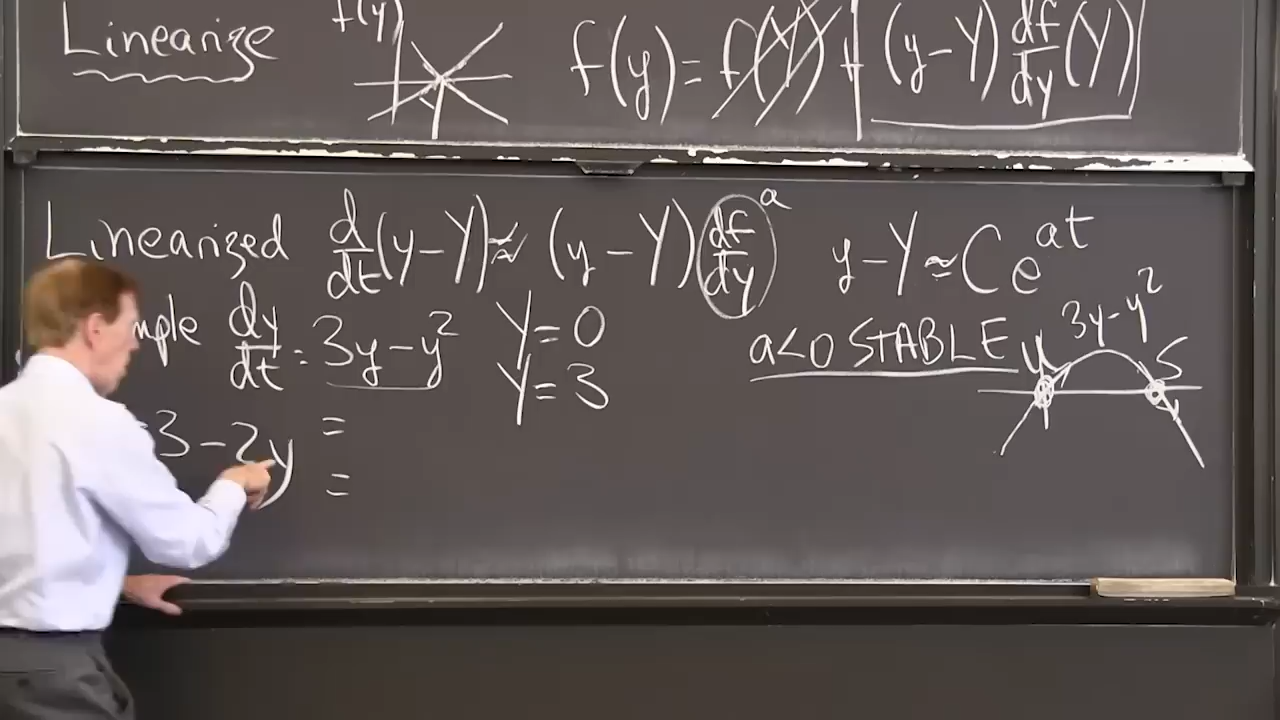 Linearize f(y) f(y) = f(Y) + (y-Y) df/dy (Y)
Linearized d/dt (y-Y) ≈ (y-Y) df/dy a y-Y ≈ C e^at
mple dy/dt = 3y-y² Y=0
Y=3
a<0 STABLE
u 3y-y² S
=3-2y =
=